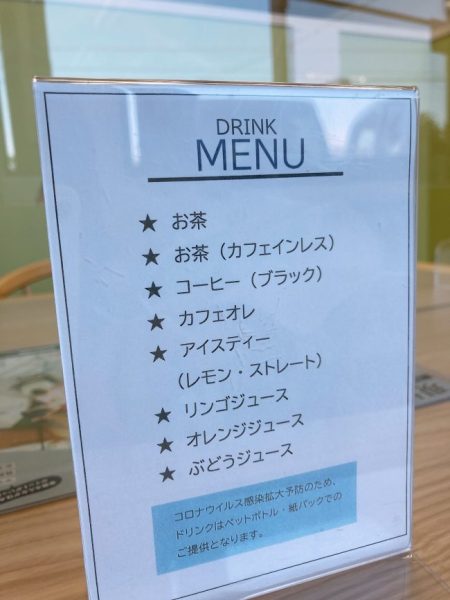 DRINK
MENU
★ お茶
★ お茶（カフェインレス）
★ コーヒー（ブラック）
★ カフェオレ
★ アイスティー
（レモン・ストレート）
★ リンゴジュース
★ オレンジジュース
★ ぶどうジュース
コロナウイルス感染拡大予防のため、
ドリンクはペットボトル・紙パックでの
ご提供となります。